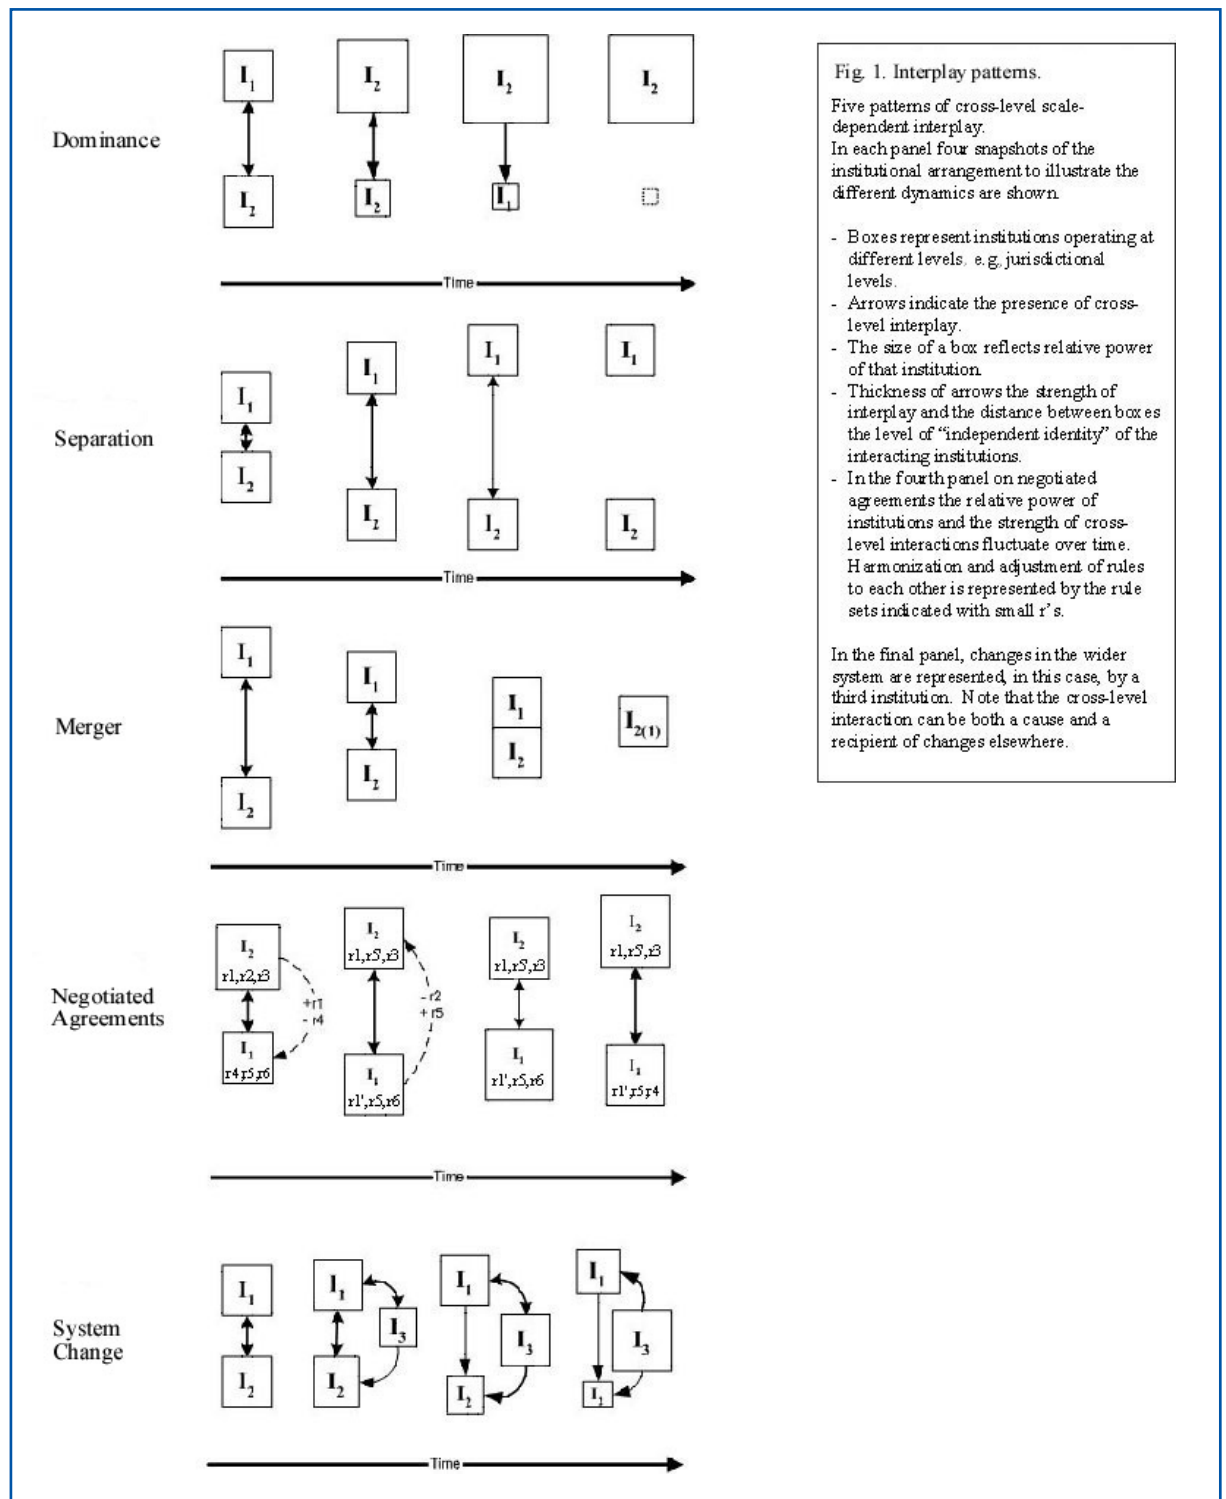 Dominance
I1
I2
I2
I2
I2
I1
I2
Time
Separation
I1
I2
I1
I2
I1
I2
I1
I2
Time
Merger
I1
I2
I1
I2
I1
I2
I2(1)
Time
Negotiated
Agreements
I2
r1,r2,r3
+r1
- r4
I1
r4,r5,r6
I2
r1,r5',r3
- r2
+ r5
I1
r1',r5,r6
I2
r1,r5',r3
I1
r1',r5,r6
I2
r1,r5',r3
I1
r1',r5,r4
Time
System
Change
I1
I2
I1
I3
I2
I1
I3
I2
I1
I3
Time
Fig. 1. Interplay patterns.
Five patterns of cross-level scale-
dependent interplay.
In each panel four snapshots of the
institutional arrangement to illustrate the
different dynamics are shown
- Boxes represent institutions operating at
different levels. e.g, jurisdictional
levels.
- Arrows indicate the presence of cross-
level interplay.
- The size of a box reflects relative power
of that institution
- Thickness of arrows the strength of
interplay and the distance between boxes
the level of “independent identity” of the
interacting institutions.
- In the fourth panel on negotiated
agreements the relative power of
institutions and the strength of cross-
level interactions fluctuate over time.
Harmonization and adjustment of rules
to each other is represented by the rule
sets indicated with small r’s.
In the final panel, changes in the wider
system are represented, in this case, by a
third institution. Note that the cross-level
interaction can be both a cause and a
recipient of changes elsewhere.